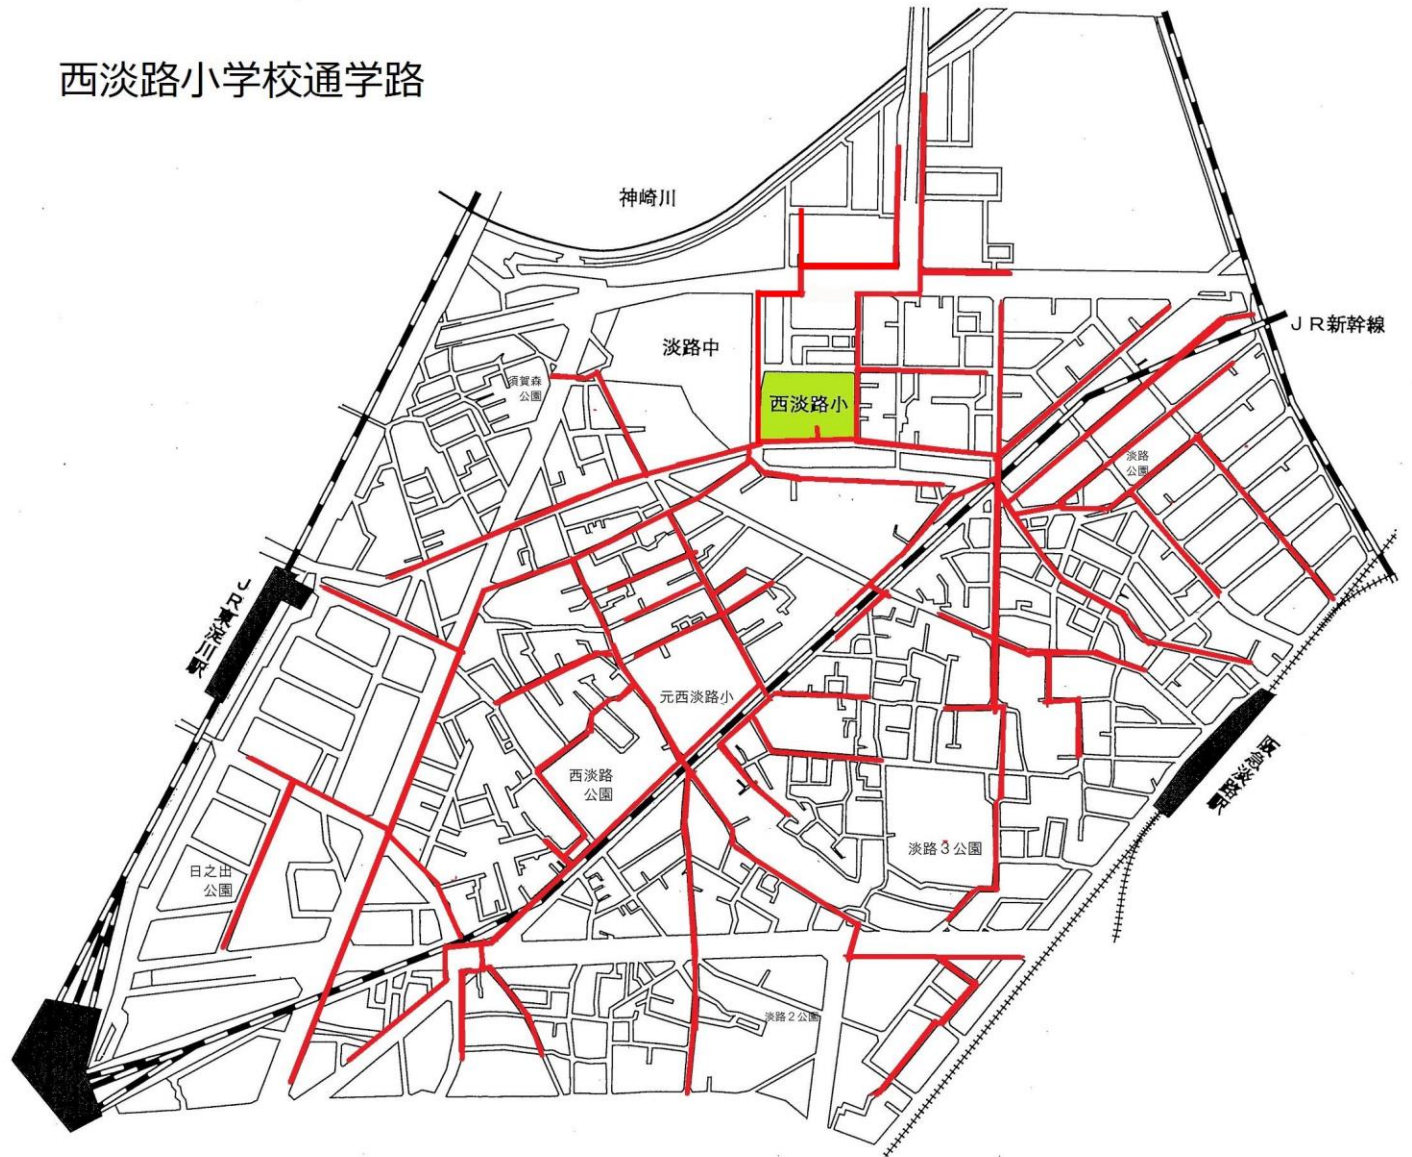 西淡路小学校通学路
神崎川
ＪＲ新幹線
淡路中
須賀森
公園
西淡路小
淡路
公園
ＪＲ東淀川駅
元西淡路小
西淡路
公園
阪急淡路駅
淡路３公園
日之出
公園
淡路２公園